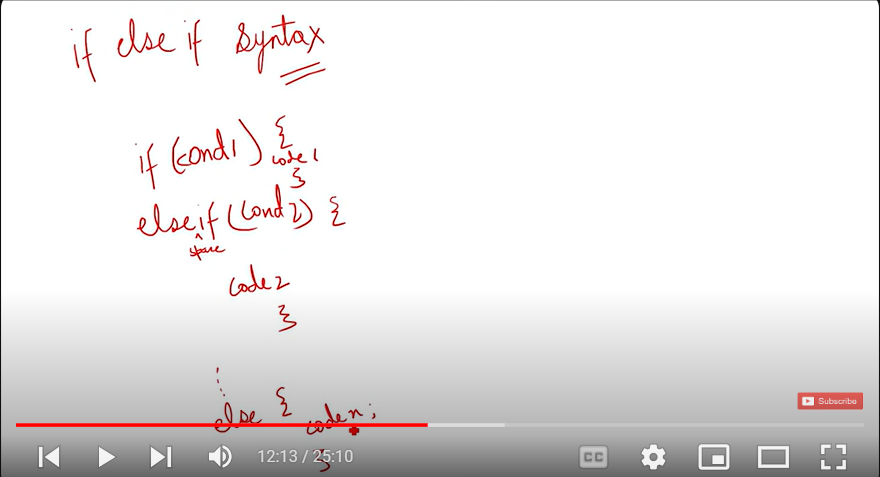 if else if Syntax
if (cond1) {
code 1
}
else if (cond 2) {
^
space
code 2
}
else { code n;
}
Subscribe
12:13 / 25:10
CC